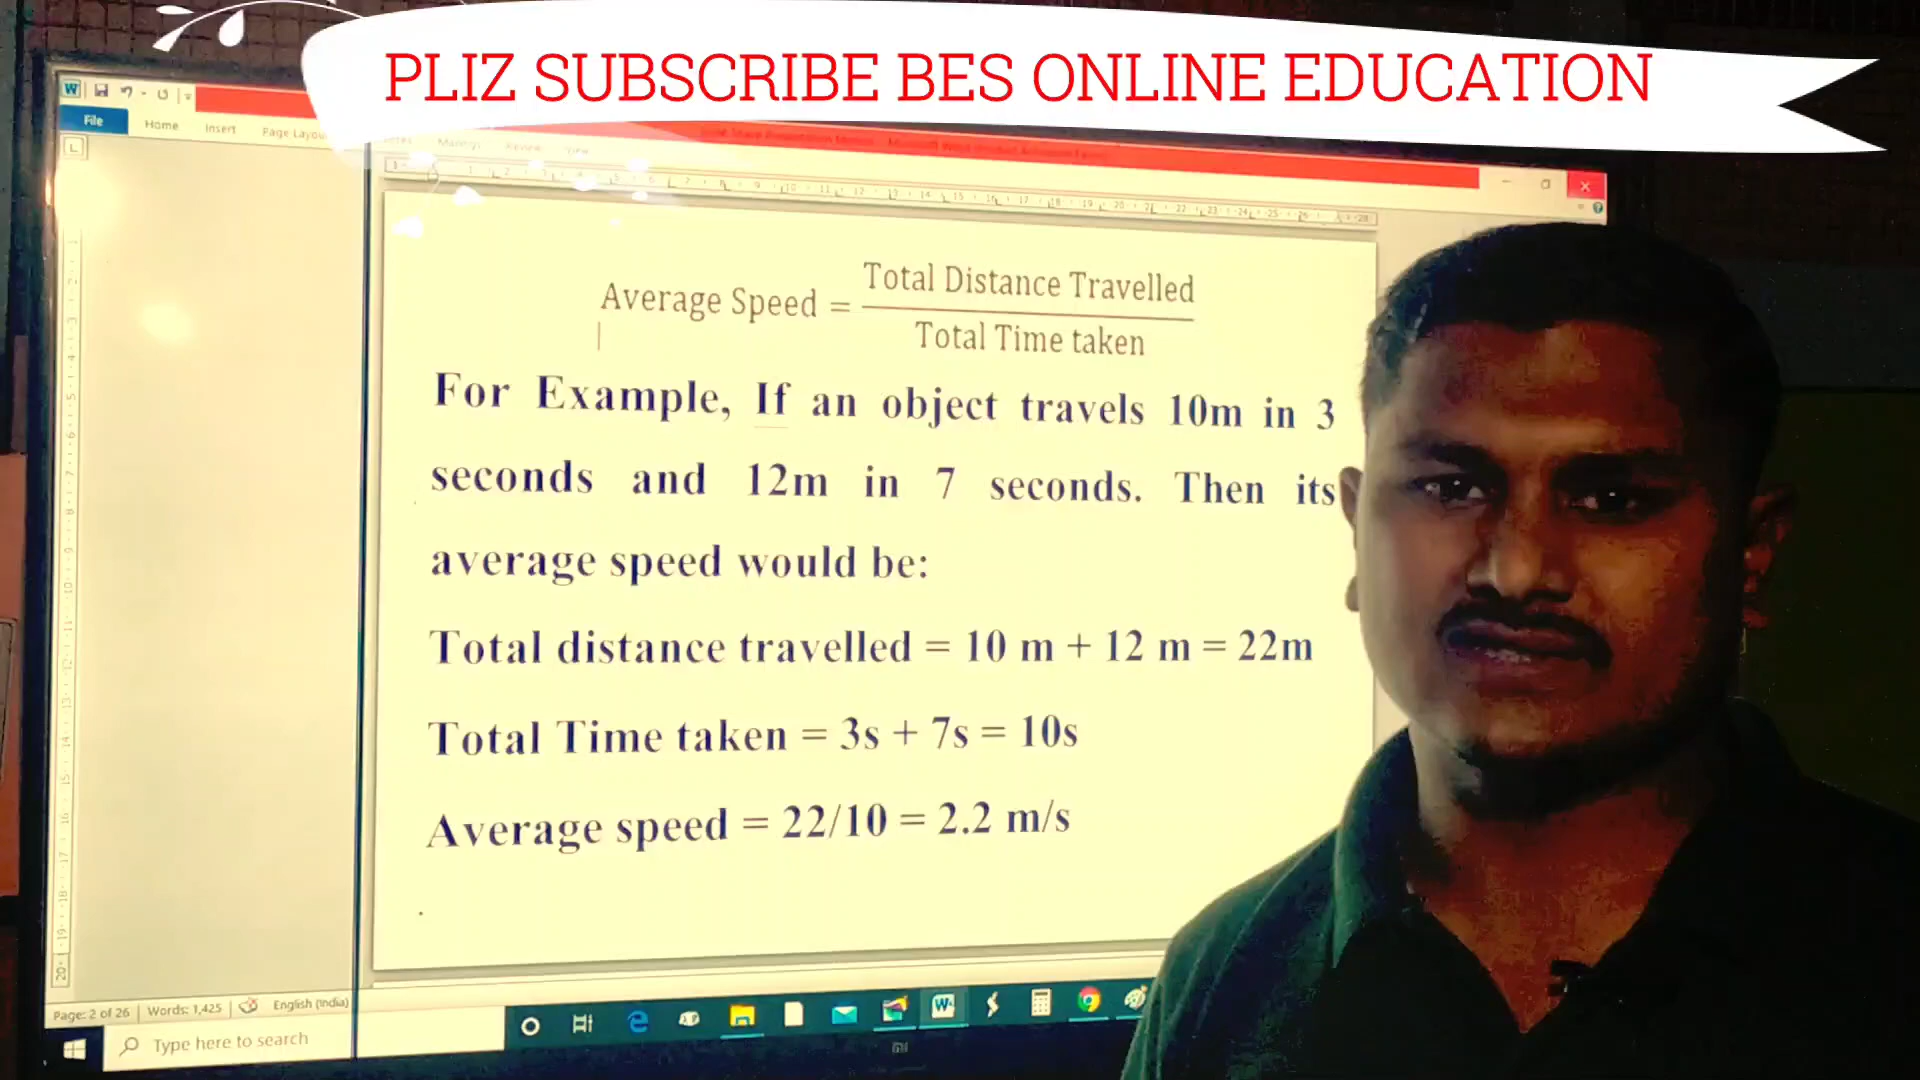 PLIZ SUBSCRIBE BES ONLINE EDUCATION
File Home Insert Page Layou
Average Speed = Total Distance Travelled
Total Time taken
For Example, If an object travels 10m in 3
seconds and 12m in 7 seconds. Then its
average speed would be:
Total distance travelled = 10 m + 12 m = 22m
Total Time taken = 3s + 7s = 10s
Average speed = 22/10 = 2.2 m/s
Page: 2 of 26 Words: 1,425 English (India)
Type here to search
mi